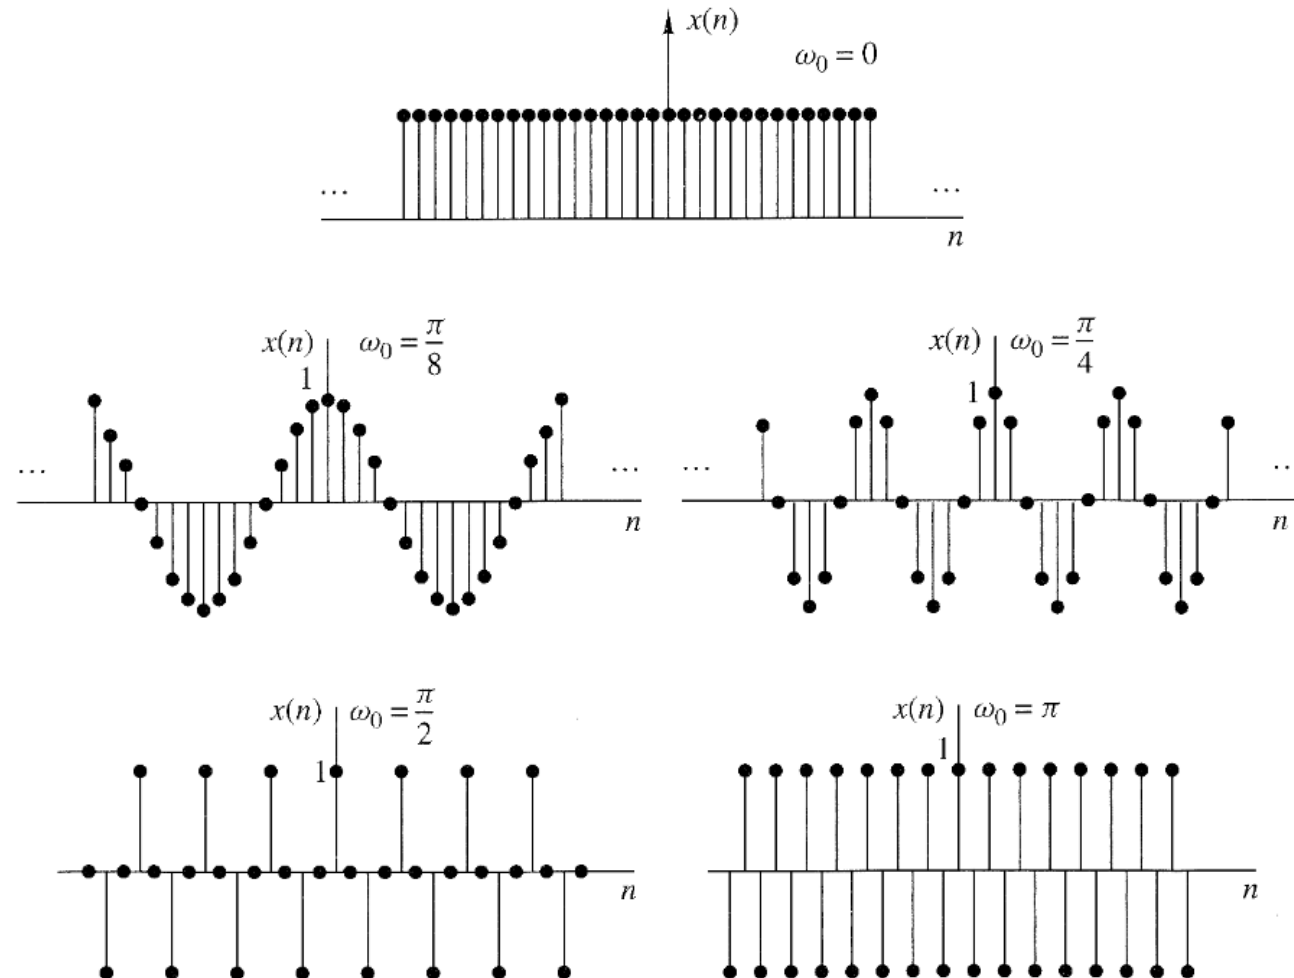 x(n)
ω₀ = 0
... ...
n
x(n) ω₀ = π/8
1
... ...
n
x(n) ω₀ = π/4
1
... ..
n
x(n) ω₀ = π/2
1
n
x(n) ω₀ = π
1
n